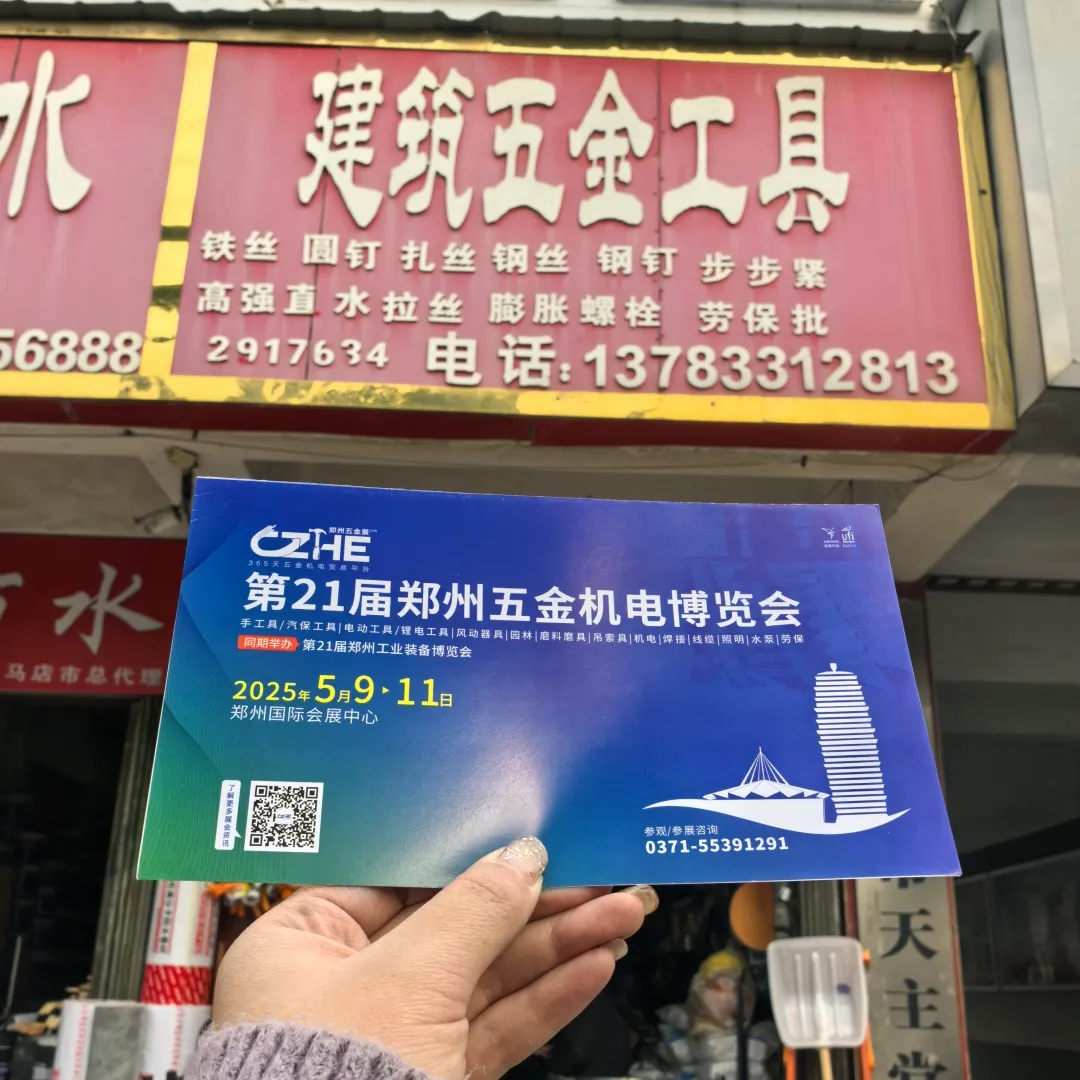 水
56888
建筑五金工具
铁丝 圆钉 扎丝 钢丝 钢钉 步步紧
高强直 水拉丝 膨胀螺栓 劳保批
2917634 电话:13783312813
水
马店市总代理
郑州五金展
CZHE
365天五金机电贸易平台
ufi
第21届郑州五金机电博览会
手工具/汽保工具|电动工具/锂电工具|风动器具|园林|磨料磨具|吊索具|机电|焊接|线缆|照明|水泵|劳保
同期举办 第21届郑州工业装备博览会
2025年5月9▸11日
郑州国际会展中心
了解更多展会资讯
CZHE
参观/参展咨询
0371-55391291
天主堂